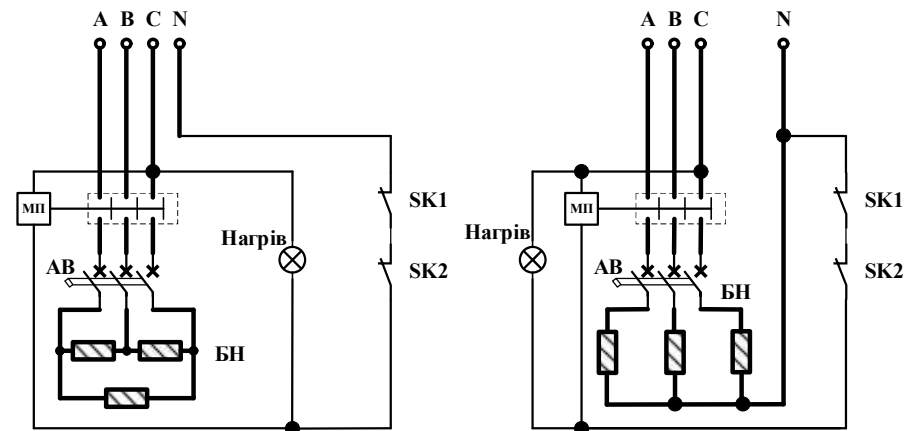 A B C N
A B C N
SK1
SK1
МП
МП
Нагрів
Нагрів
SK2
SK2
АВ
АВ
БН
БН